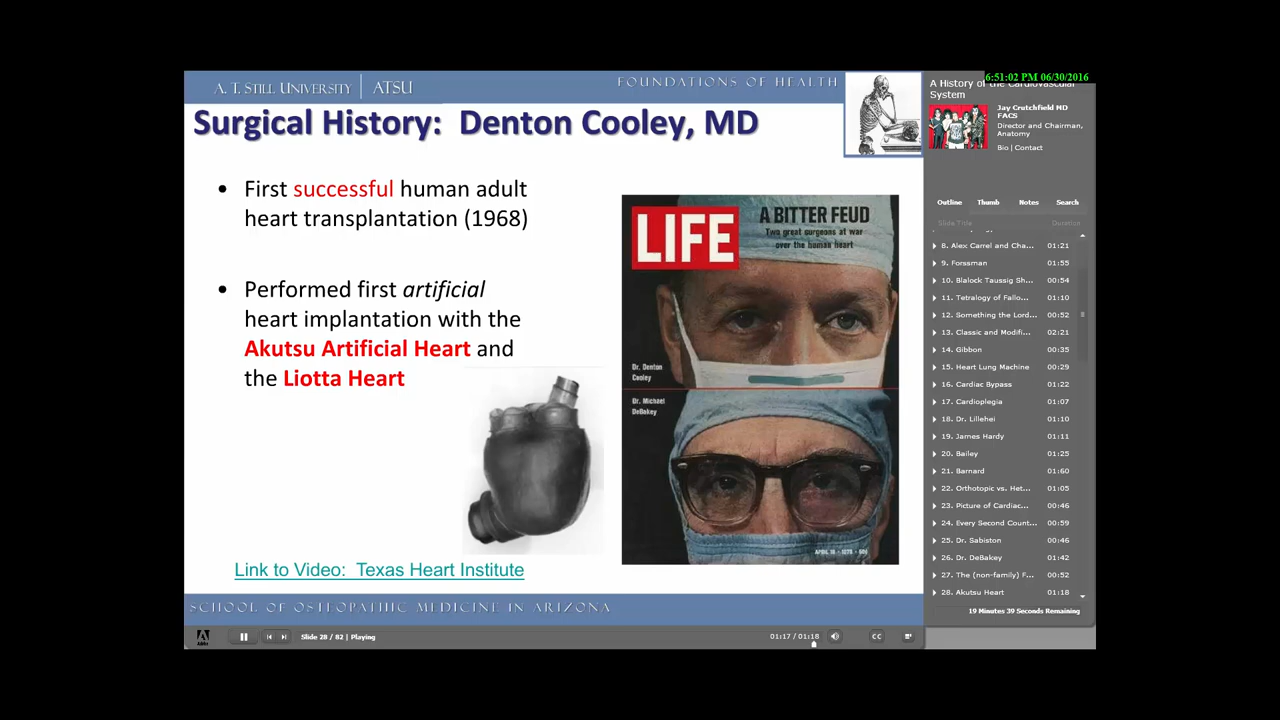 A. T. STILL UNIVERSITY | ATSU
FOUNDATIONS OF HEALTH
Surgical History: Denton Cooley, MD
• First successful human adult
heart transplantation (1968)
• Performed first artificial
heart implantation with the
Akutsu Artificial Heart and
the Liotta Heart
LIFE
A BITTER FEUD
Two great surgeons at war
over the human heart
Dr. Denton
Cooley
Dr. Michael
DeBakey
Link to Video: Texas Heart Institute
SCHOOL OF OSTEOPATHIC MEDICINE IN ARIZONA
6:51:02 PM 06/30/2016
A History of the Cardiovascular
System
Jay Crutchfield MD
FACS
Director and Chairman,
Anatomy
Bio | Contact
Outline Thumb Notes Search
Slide Title Duration
8. Alex Carrel and Cha... 01:21
9. Forssman 01:55
10. Blalock Taussig Sh... 00:54
11. Tetralogy of Fallo... 01:10
12. Something the Lord... 00:52
13. Classic and Modifi... 02:21
14. Gibbon 00:35
15. Heart Lung Machine 00:29
16. Cardiac Bypass 01:22
17. Cardioplegia 01:07
18. Dr. Lillehei 01:10
19. James Hardy 01:11
20. Bailey 01:25
21. Barnard 01:60
22. Orthotopic vs. Het... 01:05
23. Picture of Cardiac... 00:46
24. Every Second Count... 00:59
25. Dr. Sabiston 00:46
26. Dr. DeBakey 01:42
27. The (non-family) F... 00:52
28. Akutsu Heart 01:18
19 Minutes 39 Seconds Remaining
Slide 28 / 82 | Playing
01:17 / 01:18
CC